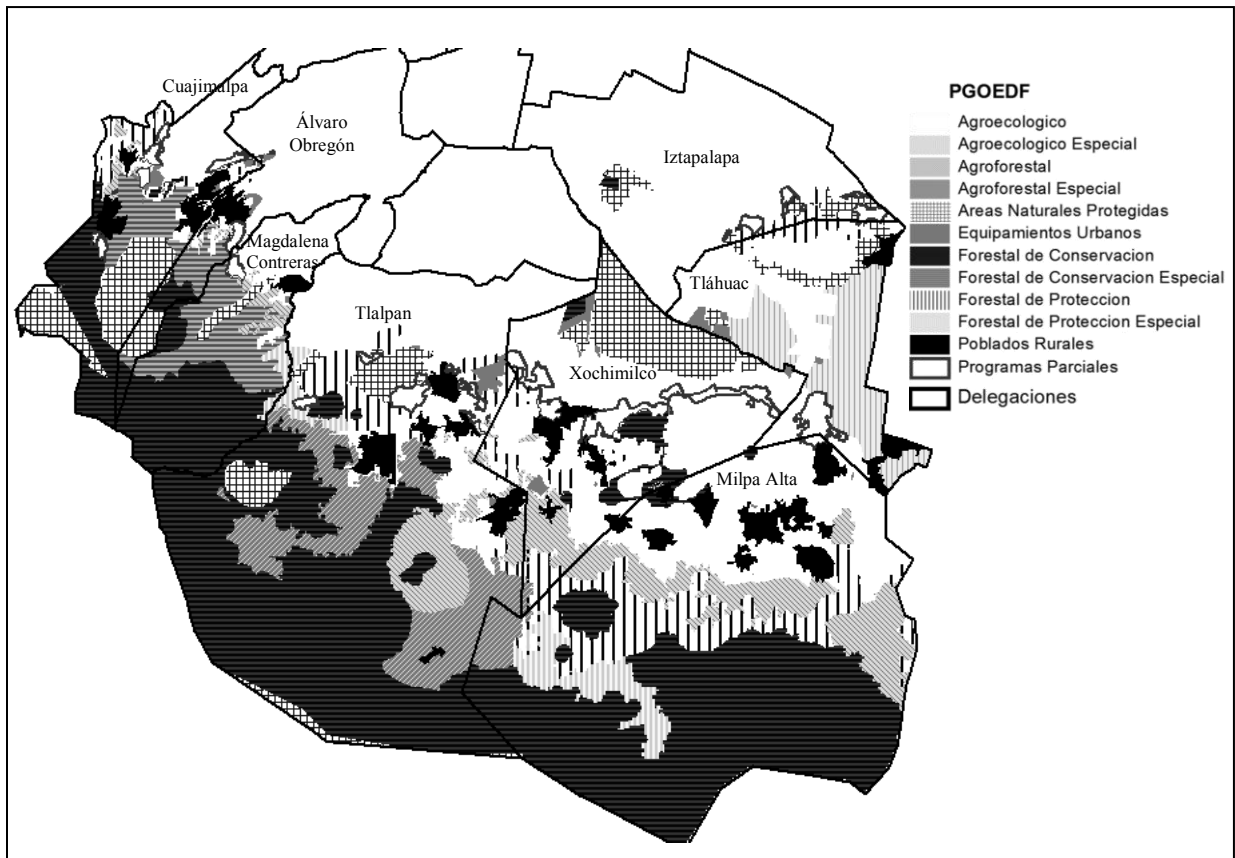 Cuajimalpa
Álvaro
Obregón
Iztapalapa
Magdalena
Contreras
Tláhuac
Tlalpan
Xochimilco
Milpa Alta
PGOEDF
Agroecologico
Agroecologico Especial
Agroforestal
Agroforestal Especial
Areas Naturales Protegidas
Equipamientos Urbanos
Forestal de Conservacion
Forestal de Conservacion Especial
Forestal de Proteccion
Forestal de Proteccion Especial
Poblados Rurales
Programas Parciales
Delegaciones